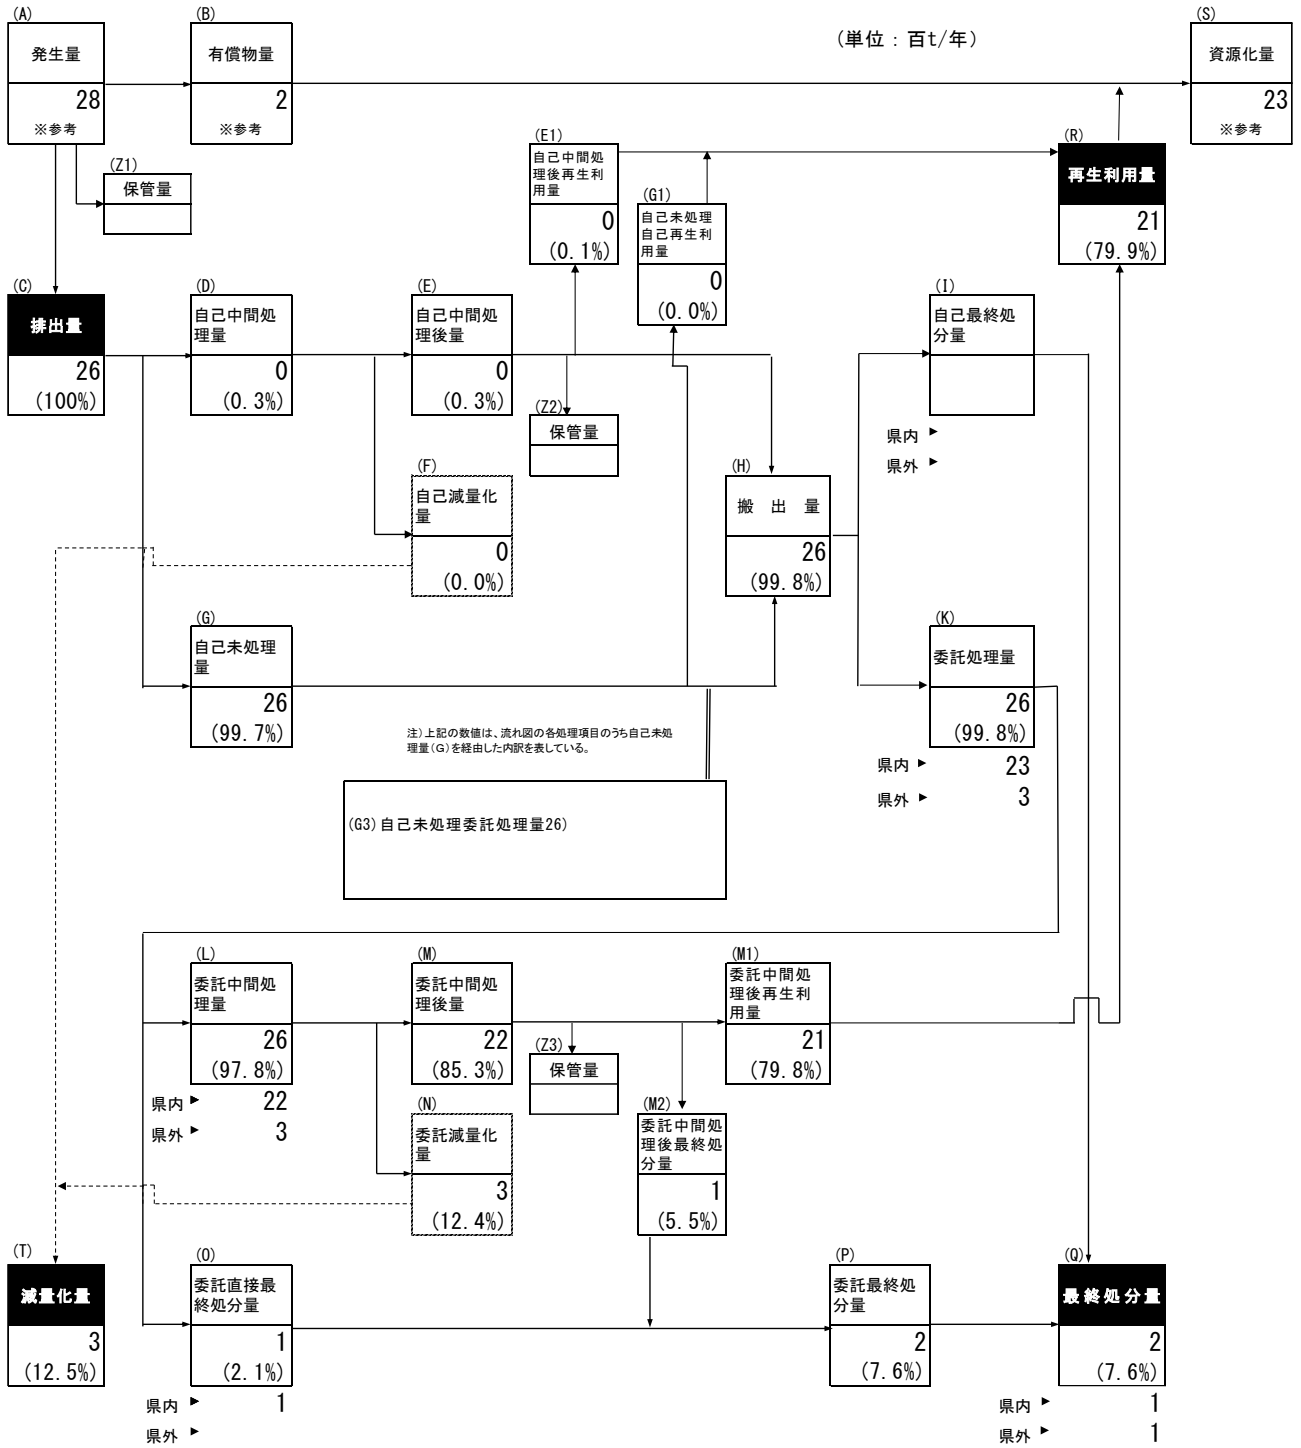 (A)
発生量
28
※参考
(B)
有償物量
2
※参考
(単位：百t/年)
(S)
資源化量
23
※参考
(Z1)
保管量
(E1)
自己中間処
理後再生利
用量
0
(0.1%)
(G1)
自己未処理
自己再生利
用量
0
(0.0%)
(R)
再生利用量
21
(79.9%)
(C)
排出量
26
(100%)
(D)
自己中間処
理量
0
(0.3%)
(E)
自己中間処
理後量
0
(0.3%)
(Z2)
保管量
(I)
自己最終処
分量
県内
県外
(F)
自己減量化
量
0
(0.0%)
(H)
搬 出 量
26
(99.8%)
(G)
自己未処理
量
26
(99.7%)
(K)
委託処理量
26
(99.8%)
県内 23
県外 3
注)上記の数値は、流れ図の各処理項目のうち自己未処
理量(G)を経由した内訳を表している。
(G3)自己未処理委託処理量26)
(L)
委託中間処
理量
26
(97.8%)
県内 22
県外 3
(M)
委託中間処
理後量
22
(85.3%)
(Z3)
保管量
(M1)
委託中間処
理後再生利
用量
21
(79.8%)
(N)
委託減量化
量
3
(12.4%)
(M2)
委託中間処
理後最終処
分量
1
(5.5%)
(T)
減量化量
3
(12.5%)
(O)
委託直接最
終処分量
1
(2.1%)
県内 1
県外
(P)
委託最終処
分量
2
(7.6%)
(Q)
最終処分量
2
(7.6%)
県内 1
県外 1